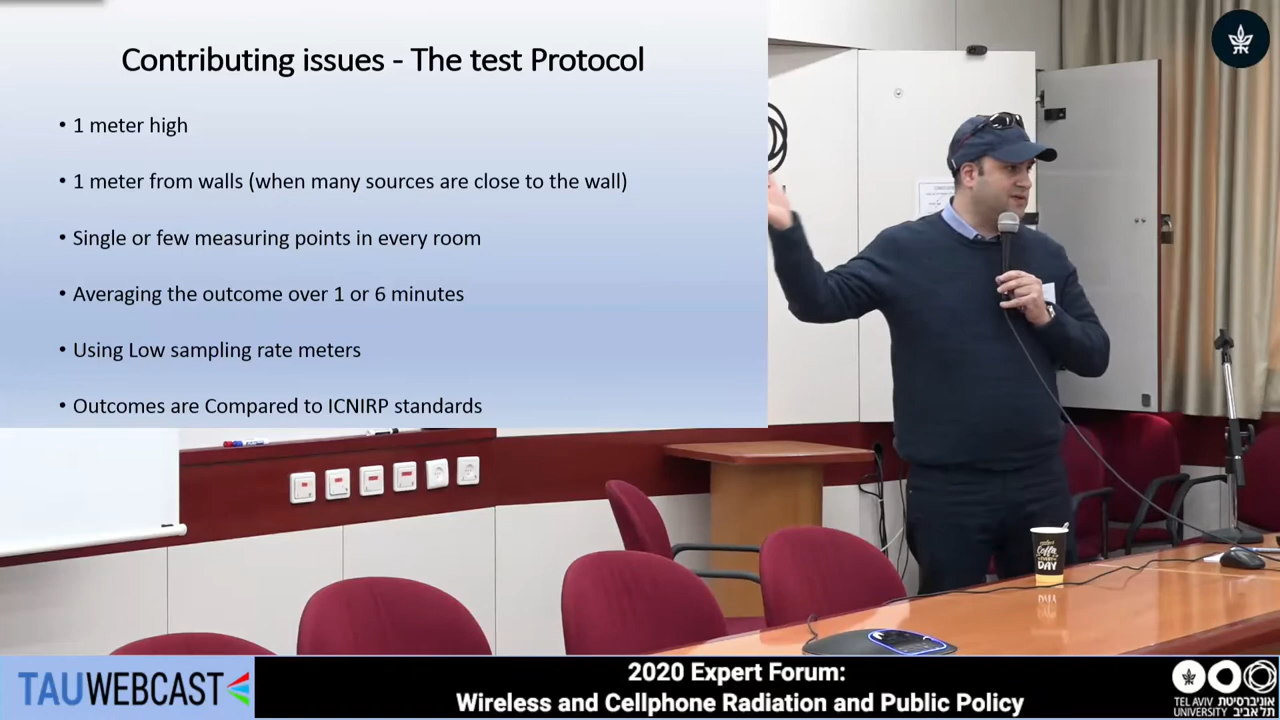 Contributing issues - The test Protocol
• 1 meter high
• 1 meter from walls (when many sources are close to the wall)
• Single or few measuring points in every room
• Averaging the outcome over 1 or 6 minutes
• Using Low sampling rate meters
• Outcomes are Compared to ICNIRP standards
Coffee
EVERY
DAY
TAUWEBCAST
2020 Expert Forum:
Wireless and Cellphone Radiation and Public Policy
TEL AVIV אוניברסיטת
UNIVERSITY תל אביב